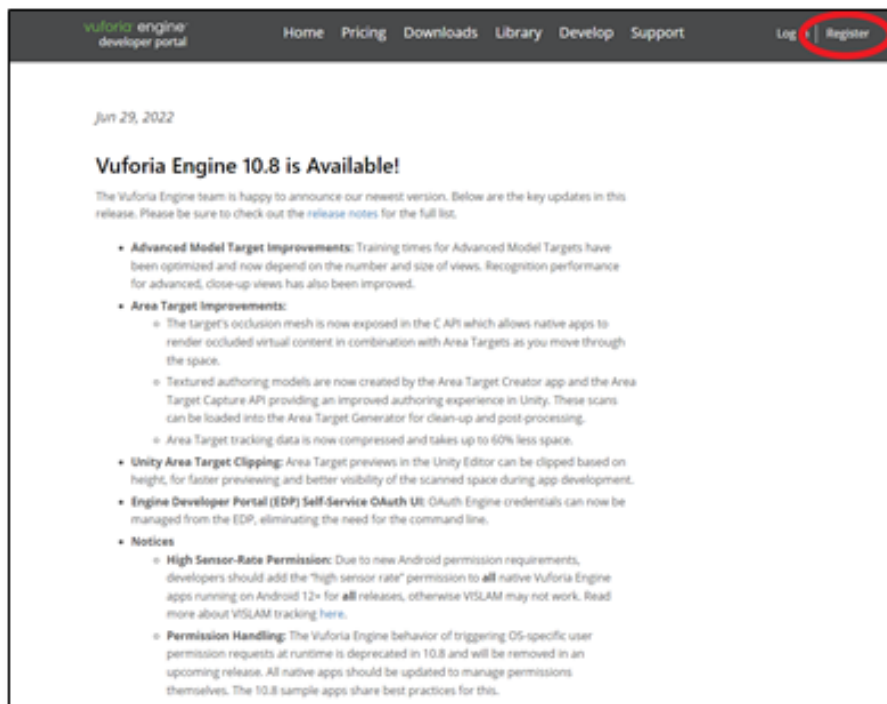 vuforia engine
developer portal
Home Pricing Downloads Library Develop Support
Log Register
Jun 29, 2022
Vuforia Engine 10.8 is Available!
The Vuforia Engine team is happy to announce our newest version. Below are the key updates in this
release. Please be sure to check out the release notes for the full list.
• Advanced Model Target Improvements: Training times for Advanced Model Targets have
been optimized and now depend on the number and size of views. Recognition performance
for advanced, close-up views has also been improved.
• Area Target Improvements:
○ The target's occlusion mesh is now exposed in the C API which allows native apps to
render occluded virtual content in combination with Area Targets as you move through
the space.
○ Textured authoring models are now created by the Area Target Creator app and the Area
Target Capture API providing an improved authoring experience in Unity. These scans
can be loaded into the Area Target Generator for clean-up and post-processing.
○ Area Target tracking data is now compressed and takes up to 60% less space.
• Unity Area Target Clipping: Area Target previews in the Unity Editor can be clipped based on
height, for faster previewing and better visibility of the scanned space during app development.
• Engine Developer Portal (EDP) Self-Service OAuth UI: OAuth Engine credentials can now be
managed from the EDP, eliminating the need for the command line.
• Notices
○ High Sensor-Rate Permission: Due to new Android permission requirements,
developers should add the "high sensor rate" permission to all native Vuforia Engine
apps running on Android 12+ for all releases, otherwise VISLAM may not work. Read
more about VISLAM tracking here.
○ Permission Handling: The Vuforia Engine behavior of triggering OS-specific user
permission requests at runtime is deprecated in 10.8 and will be removed in an
upcoming release. All native apps should be updated to manage permissions
themselves. The 10.8 sample apps share best practices for this.